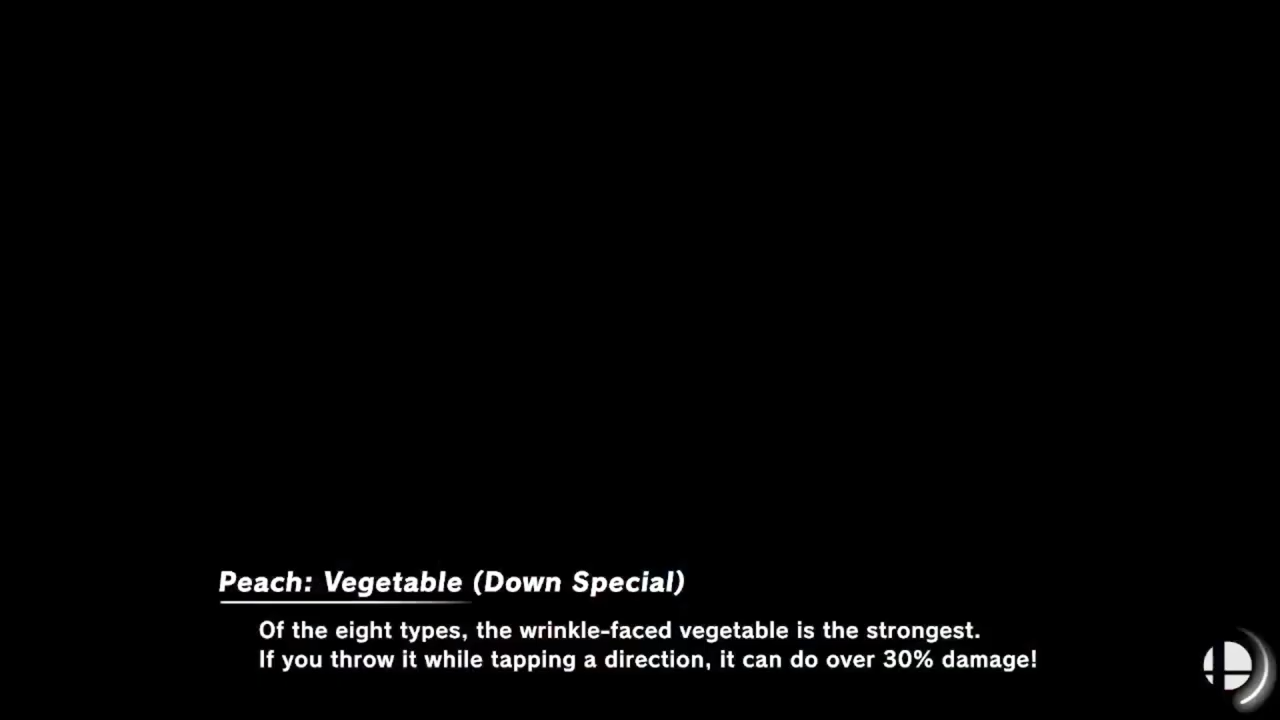 Peach: Vegetable (Down Special)
Of the eight types, the wrinkle-faced vegetable is the strongest.
If you throw it while tapping a direction, it can do over 30% damage!